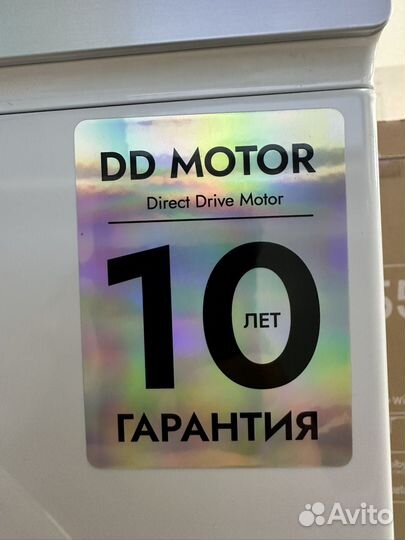 DD MOTOR
Direct Drive Motor
10
ЛЕТ
ГАРАНТИЯ
Avito